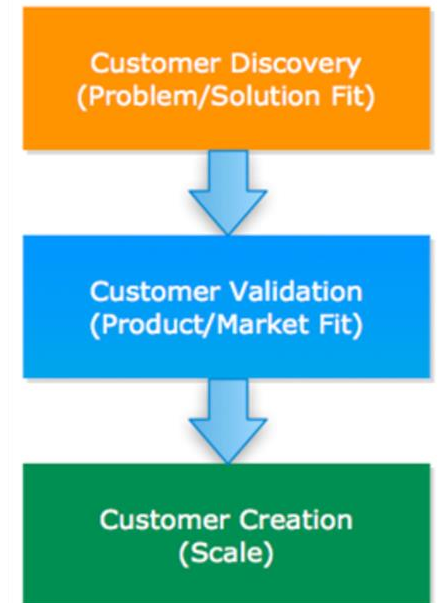 Customer Discovery
(Problem/Solution Fit)
Customer Validation
(Product/Market Fit)
Customer Creation
(Scale)